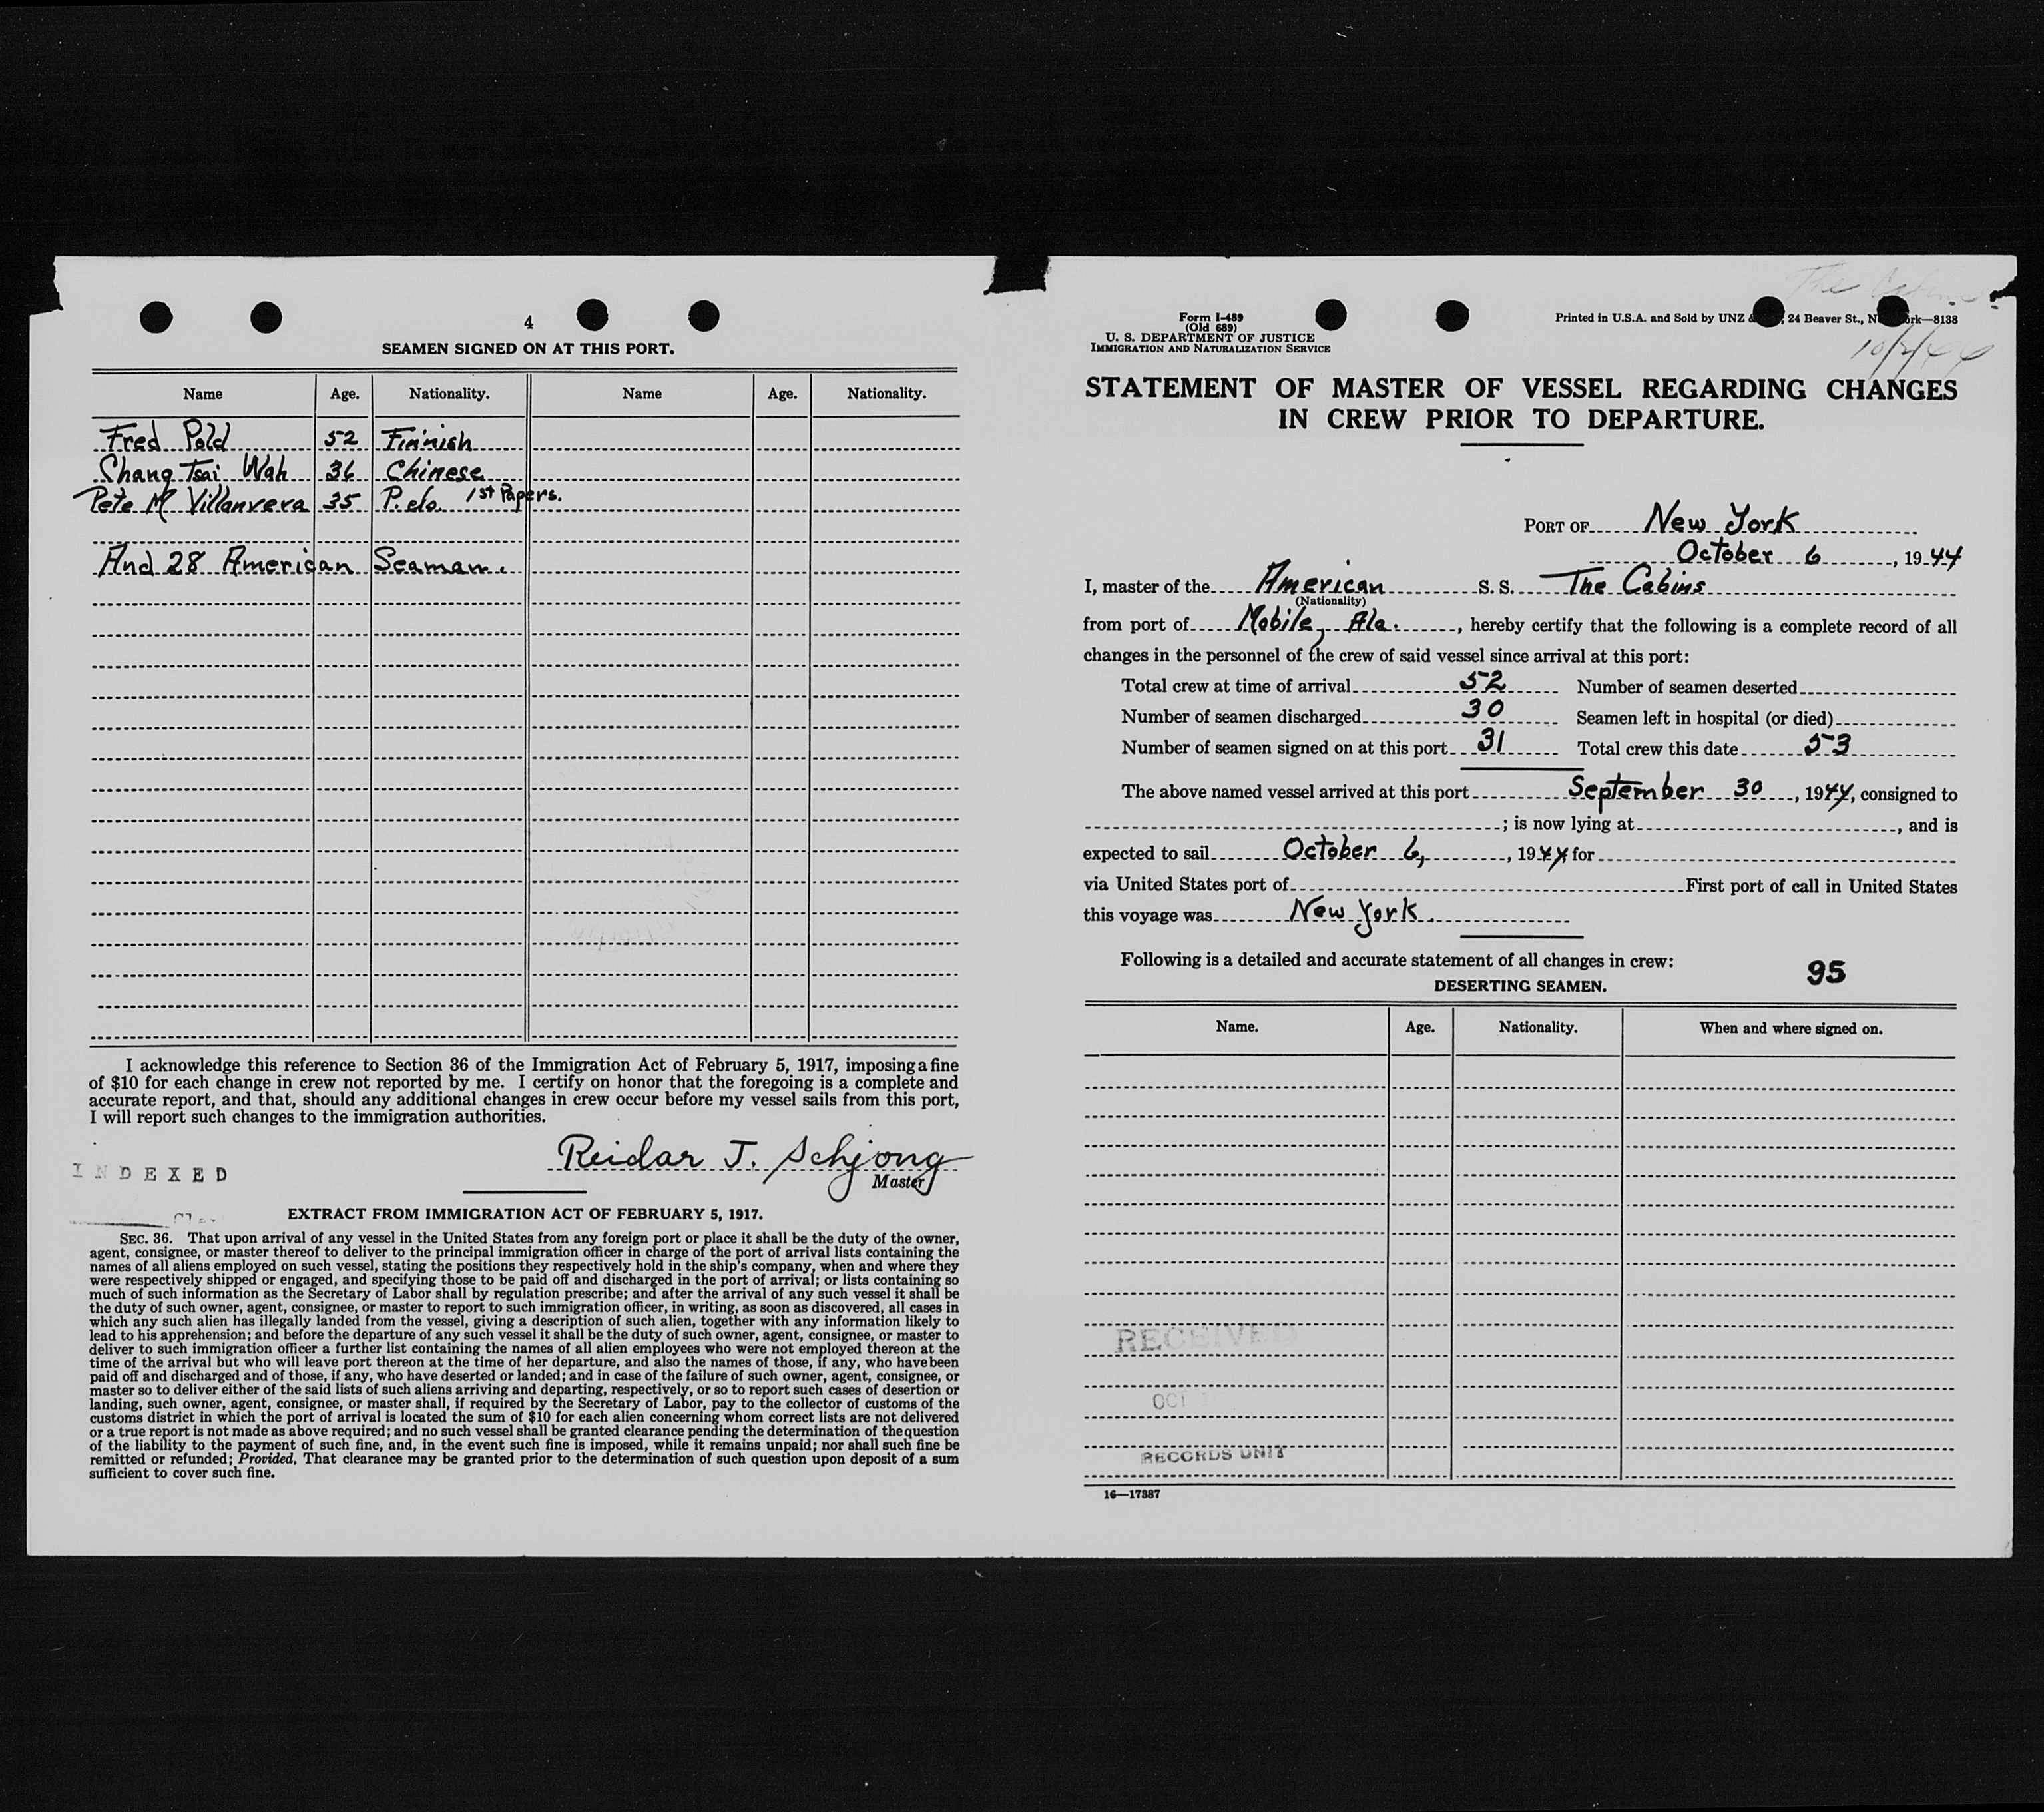 4
SEAMEN SIGNED ON AT THIS PORT.
Name Age. Nationality. Name Age. Nationality.
Fred Pold 52 Finnish
Shang Tsai Wah 36 Chinese
Pete M Villanvera 35 P. elo. 1st Papers.
And 28 American Seaman.
I acknowledge this reference to Section 36 of the Immigration Act of February 5, 1917, imposing a fine
of $10 for each change in crew not reported by me. I certify on honor that the foregoing is a complete and
accurate report, and that, should any additional changes in crew occur before my vessel sails from this port,
I will report such changes to the immigration authorities.
Reidar T. Schjong
Master
INDEXED
EXTRACT FROM IMMIGRATION ACT OF FEBRUARY 5, 1917.
SEC. 36. That upon arrival of any vessel in the United States from any foreign port or place it shall be the duty of the owner,
agent, consignee, or master thereof to deliver to the principal immigration officer in charge of the port of arrival lists containing the
names of all aliens employed on such vessel, stating the positions they respectively hold in the ship's company, when and where they
were respectively shipped or engaged, and specifying those to be paid off and discharged in the port of arrival; or lists containing so
much of such information as the Secretary of Labor shall by regulation prescribe; and after the arrival of any such vessel it shall be
the duty of such owner, agent, consignee, or master to report to such immigration officer, in writing, as soon as discovered, all cases in
which any such alien has illegally landed from the vessel, giving a description of such alien, together with any information likely to
lead to his apprehension; and before the departure of any such vessel it shall be the duty of such owner, agent, consignee, or master to
deliver to such immigration officer a further list containing the names of all alien employees who were not employed thereon at the
time of the arrival but who will leave port thereon at the time of her departure, and also the names of those, if any, who have been
paid off and discharged and of those, if any, who have deserted or landed; and in case of the failure of such owner, agent, consignee, or
master so to deliver either of the said lists of such aliens arriving and departing, respectively, or so to report such cases of desertion or
landing, such owner, agent, consignee, or master shall, if required by the Secretary of Labor, pay to the collector of customs of the
customs district in which the port of arrival is located the sum of $10 for each alien concerning whom correct lists are not delivered
or a true report is not made as above required; and no such vessel shall be granted clearance pending the determination of the question
of the liability to the payment of such fine, and, in the event such fine is imposed, while it remains unpaid; nor shall such fine be
remitted or refunded; Provided, That clearance may be granted prior to the determination of such question upon deposit of a sum
sufficient to cover such fine.
Form I-489
(Old 689)
U. S. DEPARTMENT OF JUSTICE
IMMIGRATION AND NATURALIZATION SERVICE
Printed in U.S.A. and Sold by UNZ 24 Beaver St., 8138
STATEMENT OF MASTER OF VESSEL REGARDING CHANGES
IN CREW PRIOR TO DEPARTURE.
PORT OF New York
October 6, 1944
I, master of the American S. S. The Cabins
(Nationality)
from port of Mobile, Ala., hereby certify that the following is a complete record of all
changes in the personnel of the crew of said vessel since arrival at this port:
Total crew at time of arrival 52 Number of seamen deserted
Number of seamen discharged 30 Seamen left in hospital (or died)
Number of seamen signed on at this port 31 Total crew this date 53
The above named vessel arrived at this port September 30, 1944, consigned to
; is now lying at , and is
expected to sail October 6, , 1944 for
via United States port of First port of call in United States
this voyage was New York.
Following is a detailed and accurate statement of all changes in crew:
95
DESERTING SEAMEN.
Name. Age. Nationality. When and where signed on.
RECEIVED
OCT
RECORDS UNIT
16—17387